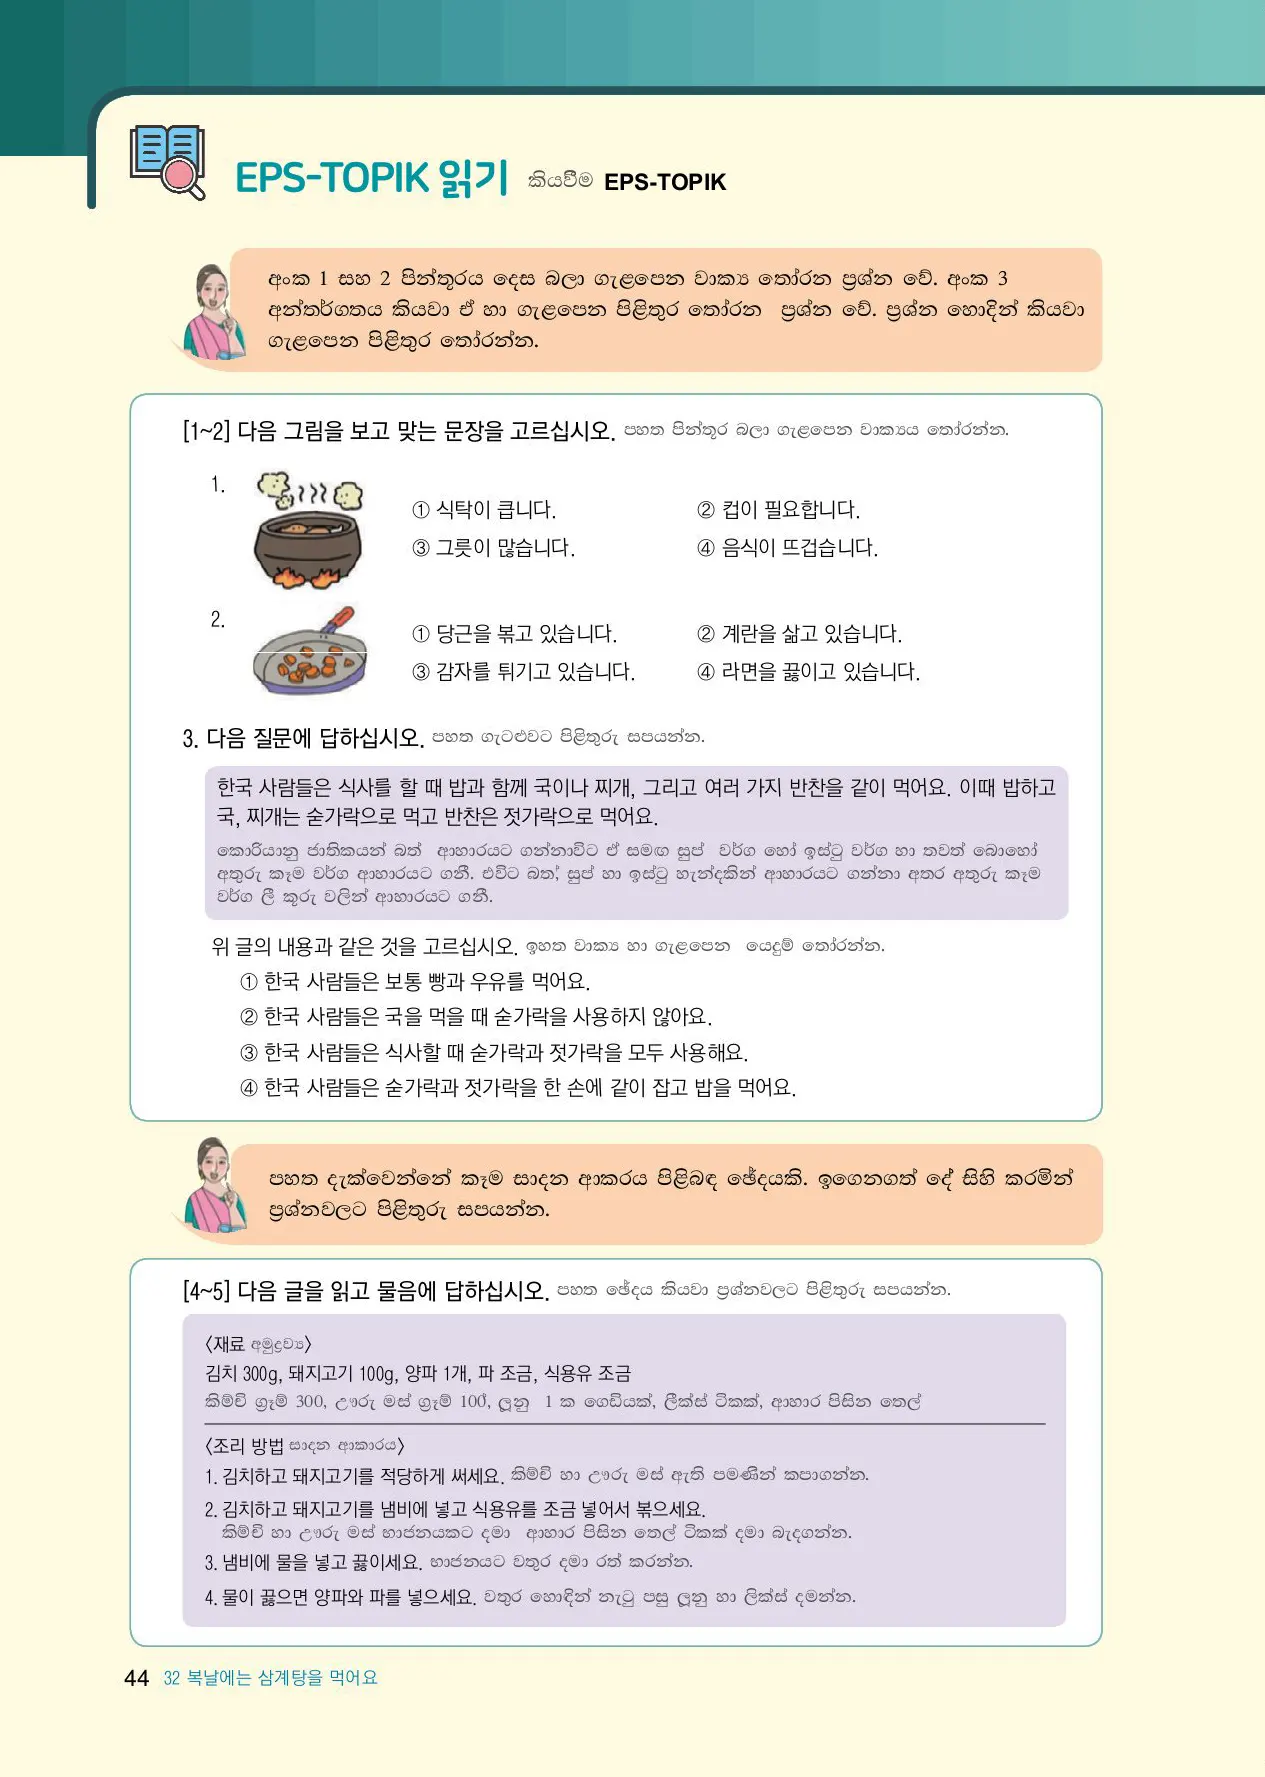 EPS-TOPIK 읽기 කියවීම EPS-TOPIK
අංක 1 සහ 2 පින්තූරය දෙස බලා ගැළපෙන වාක්‍ය තෝරන ප්‍රශ්න වේ. අංක 3
අන්තර්ගතය කියවා ඒ හා ගැළපෙන පිළිතුර තෝරන ප්‍රශ්න වේ. ප්‍රශ්න හොදින් කියවා
ගැළපෙන පිළිතුර තෝරන්න.
[1~2] 다음 그림을 보고 맞는 문장을 고르십시오. පහත පින්තූර බලා ගැළපෙන වාක්‍යය තෝරන්න.
1.
① 식탁이 큽니다. ② 컵이 필요합니다.
③ 그릇이 많습니다. ④ 음식이 뜨겁습니다.
2.
① 당근을 볶고 있습니다. ② 계란을 삶고 있습니다.
③ 감자를 튀기고 있습니다. ④ 라면을 끓이고 있습니다.
3. 다음 질문에 답하십시오. පහත ගැටළුවට පිළිතුරු සපයන්න.
한국 사람들은 식사를 할 때 밥과 함께 국이나 찌개, 그리고 여러 가지 반찬을 같이 먹어요. 이때 밥하고
국, 찌개는 숟가락으로 먹고 반찬은 젓가락으로 먹어요.
කොරියානු ජාතිකයන් බත් ආහාරයට ගන්නාවිට ඒ සමඟ සුප් වර්ග හෝ ඉස්ටු වර්ග හා තවත් බොහෝ
අතුරු කෑම වර්ග ආහාරයට ගනී. එවිට බත්, සුප් හා ඉස්ටු හැන්දකින් ආහාරයට ගන්නා අතර අතුරු කෑම
වර්ග ලී කූරු වලින් ආහාරයට ගනී.
위 글의 내용과 같은 것을 고르십시오. ඉහත වාක්‍ය හා ගැළපෙන යෙදුම් තෝරන්න.
① 한국 사람들은 보통 빵과 우유를 먹어요.
② 한국 사람들은 국을 먹을 때 숟가락을 사용하지 않아요.
③ 한국 사람들은 식사할 때 숟가락과 젓가락을 모두 사용해요.
④ 한국 사람들은 숟가락과 젓가락을 한 손에 같이 잡고 밥을 먹어요.
පහත දැක්වෙන්නේ කෑම සාදන ආකරය පිළිබඳ ඡේදයකි. ඉගෙනගත් දේ සිහි කරමින්
ප්‍රශ්නවලට පිළිතුරු සපයන්න.
[4~5] 다음 글을 읽고 물음에 답하십시오. පහත ඡේදය කියවා ප්‍රශ්නවලට පිළිතුරු සපයන්න.
〈재료 අමුද්‍රව්‍ය〉
김치 300g, 돼지고기 100g, 양파 1개, 파 조금, 식용유 조금
කිම්චි ග්‍රෑම් 300, ඌරු මස් ග්‍රෑම් 100, ලූනු 1 ක ගෙඩියක්, ලීක්ස් ටිකක්, ආහාර පිසින තෙල්
〈조리 방법 සාදන ආකාරය〉
1. 김치하고 돼지고기를 적당하게 써세요. කිම්චි හා ඌරු මස් ඇති පමණින් කපාගන්න.
2. 김치하고 돼지고기를 냄비에 넣고 식용유를 조금 넣어서 볶으세요.
කිම්චි හා ඌරු මස් භාජනයකට දමා ආහාර පිසින තෙල් ටිකක් දමා බැදගන්න.
3. 냄비에 물을 넣고 끓이세요. භාජනයට වතුර දමා රත් කරන්න.
4. 물이 끓으면 양파와 파를 넣으세요. වතුර හොඳින් නැටු පසු ලූනු හා ලික්ස් දමන්න.
44 32 복날에는 삼계탕을 먹어요